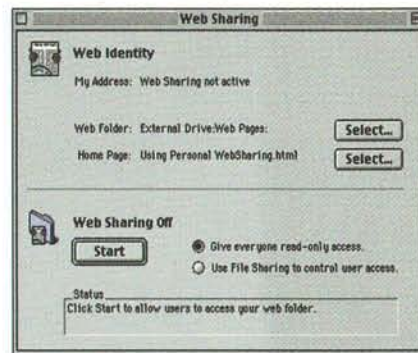 Web Sharing
Web Identity
My Address: Web Sharing not active
Web Folder: External Drive:Web Pages:
Select...
Home Page: Using Personal WebSharing.html
Select...
Web Sharing Off
Start
Give everyone read-only access.
Use File Sharing to control user access.
Status
Click Start to allow users to access your web folder.